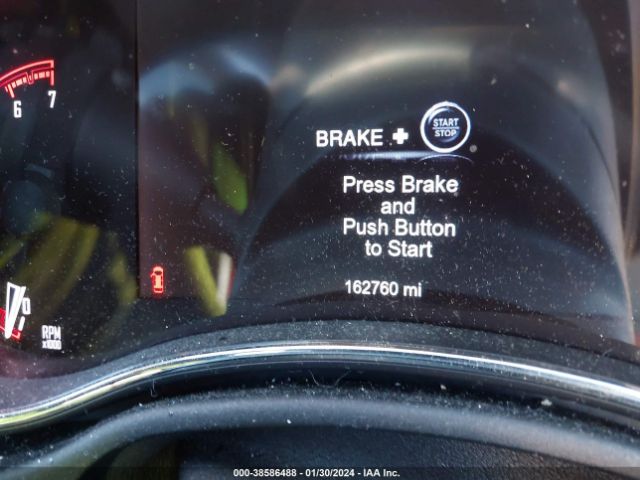 6 7
BRAKE + START STOP
Press Brake
and
Push Button
to Start
162760 mi
0
RPM
x1000
000-38586488 - 01/30/2024 - IAA Inc.